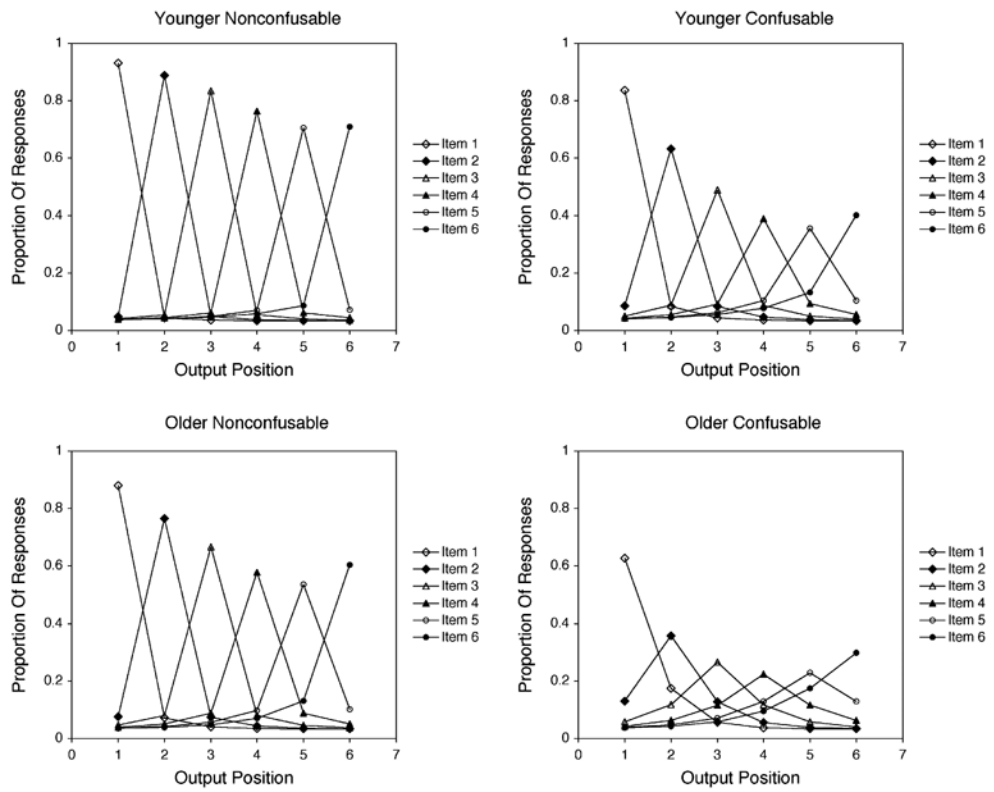 Younger Nonconfusable
Proportion Of Responses
1
0.8
0.6
0.4
0.2
0
0 1 2 3 4 5 6 7
Output Position
Item 1
Item 2
Item 3
Item 4
Item 5
Item 6
Younger Confusable
Proportion Of Responses
1
0.8
0.6
0.4
0.2
0
0 1 2 3 4 5 6 7
Output Position
Item 1
Item 2
Item 3
Item 4
Item 5
Item 6
Older Nonconfusable
Proportion Of Responses
1
0.8
0.6
0.4
0.2
0
0 1 2 3 4 5 6 7
Output Position
Item 1
Item 2
Item 3
Item 4
Item 5
Item 6
Older Confusable
Proportion Of Responses
1
0.8
0.6
0.4
0.2
0
0 1 2 3 4 5 6 7
Output Position
Item 1
Item 2
Item 3
Item 4
Item 5
Item 6